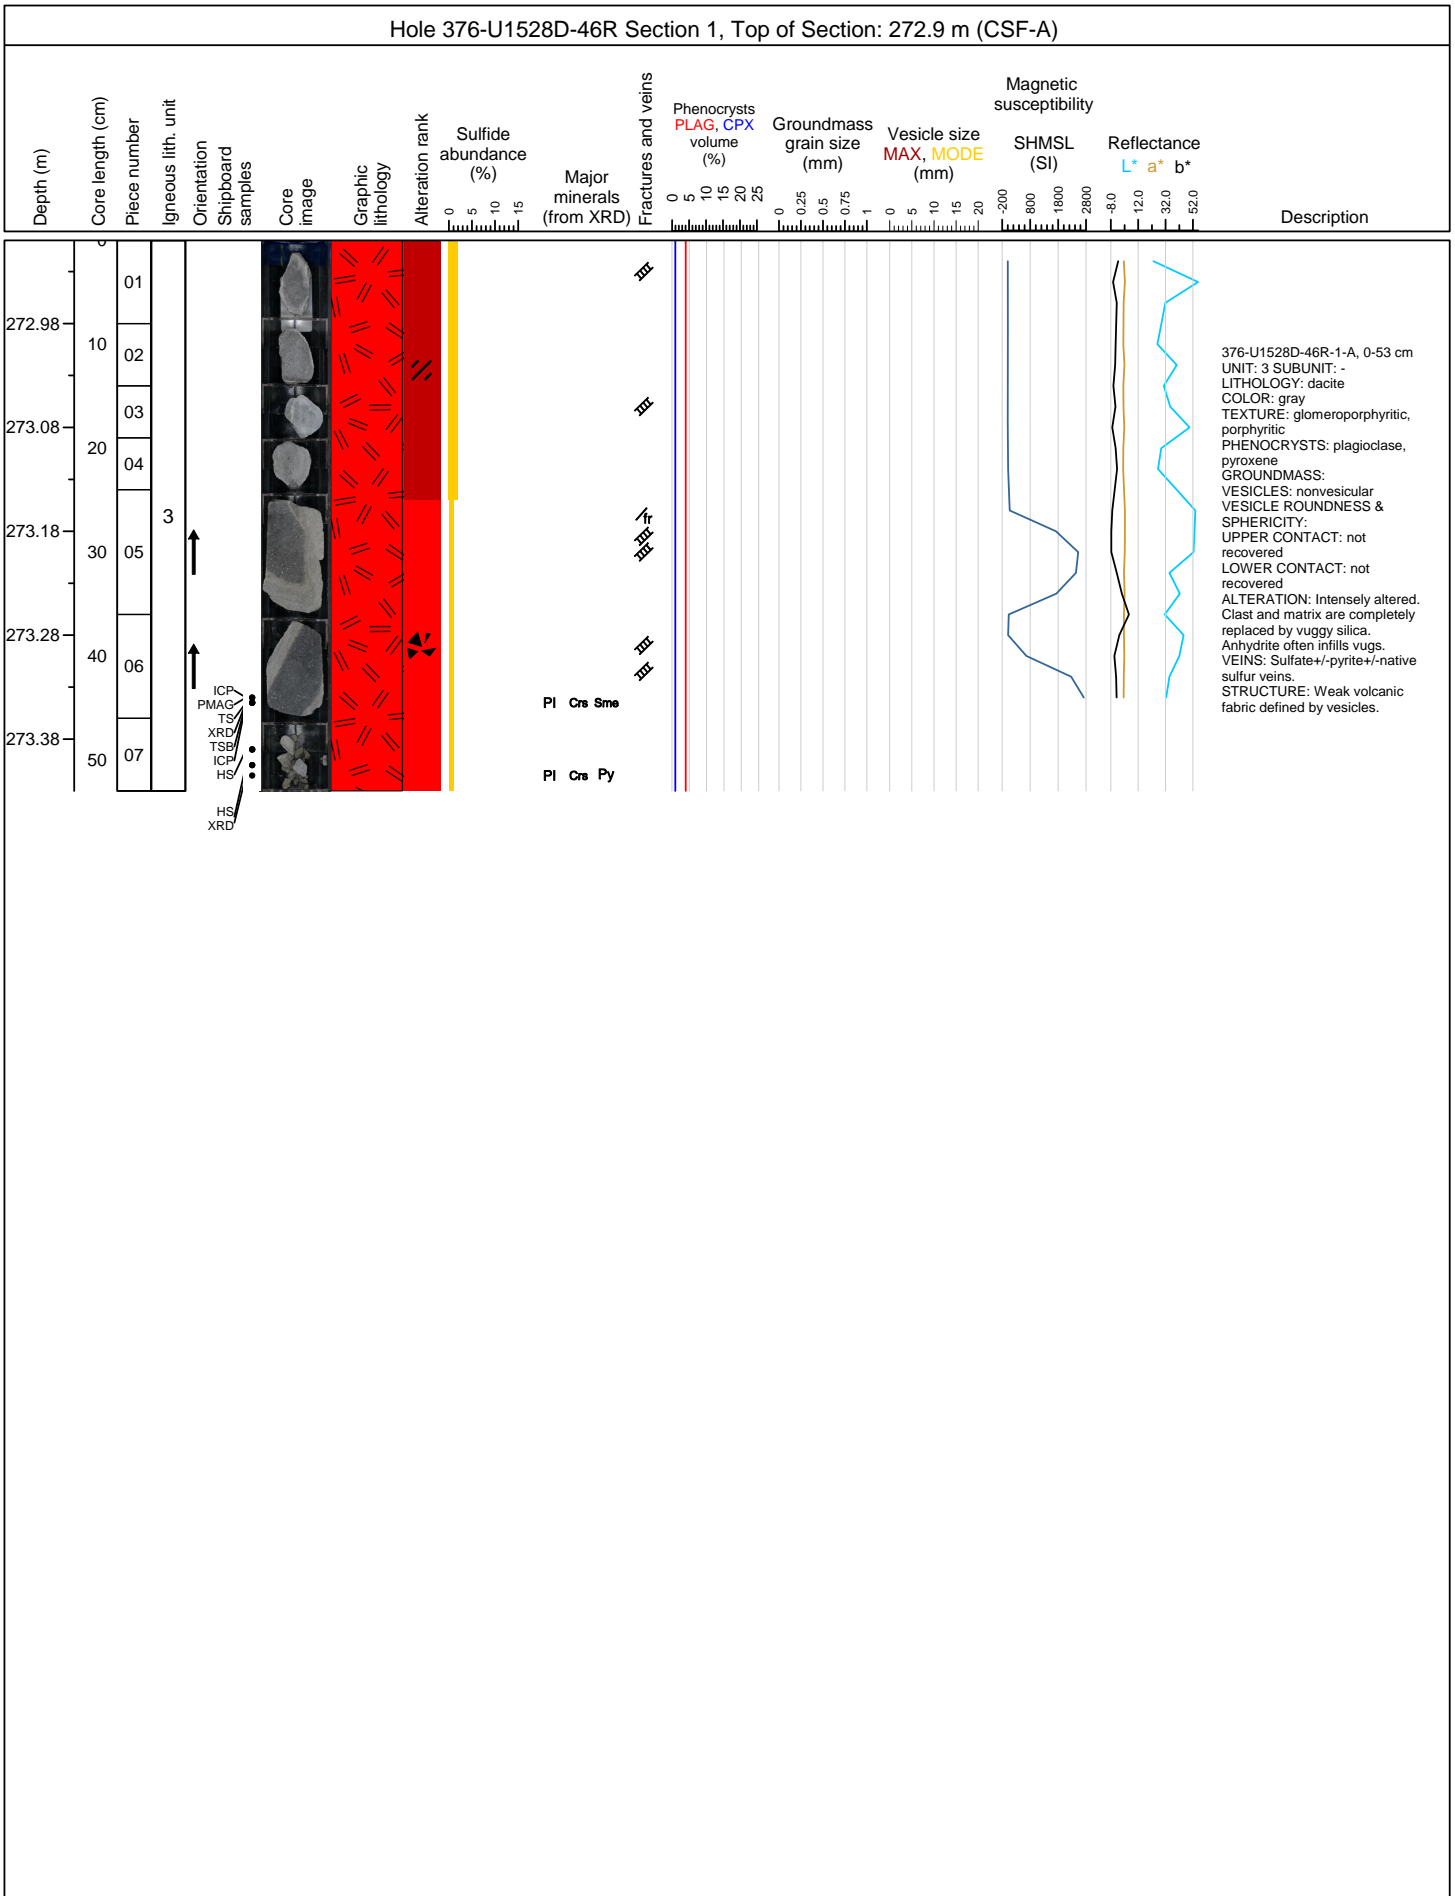 Hole 376-U1528D-46R Section 1, Top of Section: 272.9 m (CSF-A)
Depth (m)
Core length (cm)
Piece number
Igneous lith. unit
Orientation
Shipboard
samples
Core
image
Graphic
lithology
Alteration rank
Sulfide
abundance
(%)
0 5 10 15
Major
minerals
(from XRD)
Fractures and veins
Phenocrysts
PLAG, CPX
volume
(%)
0 5 10 15 20 25
Groundmass
grain size
(mm)
0 0.25 0.5 0.75 1
Vesicle size
MAX, MODE
(mm)
0 5 10 15 20
Magnetic
susceptibility
SHMSL
(SI)
-200 800 1800 2800
Reflectance
L* a* b*
-8.0 12.0 32.0 52.0
Description
0
01
272.98
10
02
03
273.08
20
04
3
fr
273.18
30
05
273.28
40
06
ICP
PMAG
TS
XRD
TSB
ICP
HS
HS
XRD
Pl Crs Sme
273.38
50
07
Pl Crs Py
376-U1528D-46R-1-A, 0-53 cm
UNIT: 3 SUBUNIT: -
LITHOLOGY: dacite
COLOR: gray
TEXTURE: glomeroporphyritic,
porphyritic
PHENOCRYSTS: plagioclase,
pyroxene
GROUNDMASS:
VESICLES: nonvesicular
VESICLE ROUNDNESS &
SPHERICITY:
UPPER CONTACT: not
recovered
LOWER CONTACT: not
recovered
ALTERATION: Intensely altered.
Clast and matrix are completely
replaced by vuggy silica.
Anhydrite often infills vugs.
VEINS: Sulfate+/-pyrite+/-native
sulfur veins.
STRUCTURE: Weak volcanic
fabric defined by vesicles.